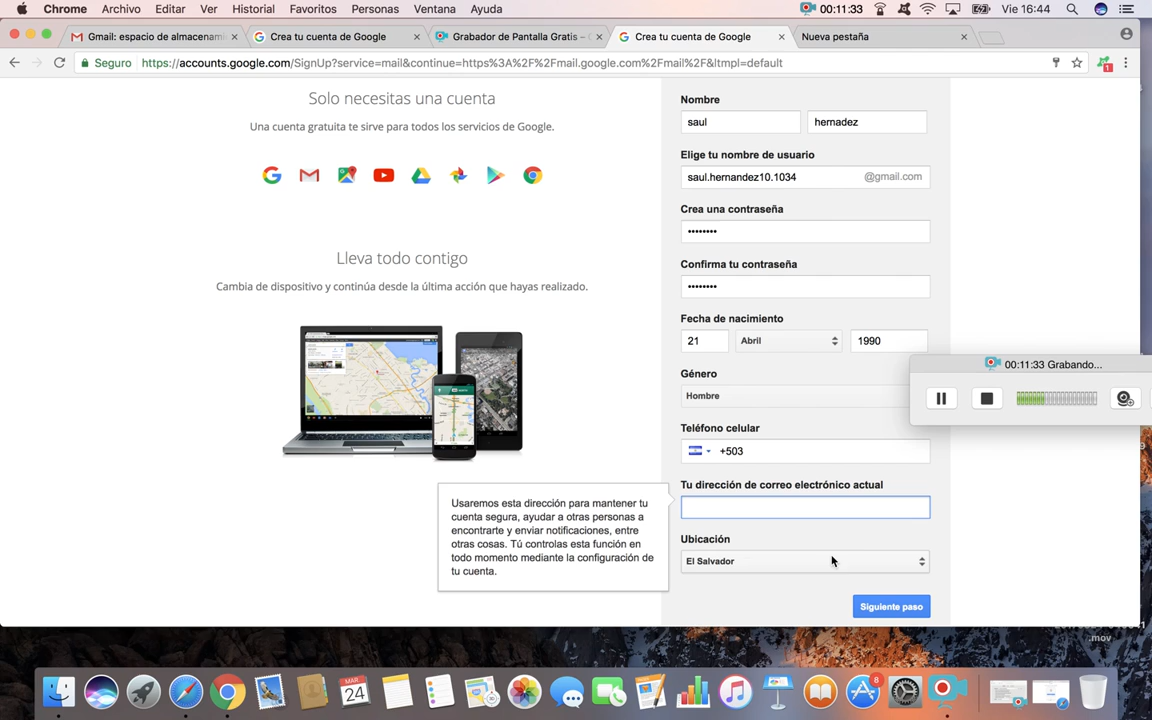 Chrome Archivo Editar Ver Historial Favoritos Personas Ventana Ayuda 00:11:33 Vie 16:44
Gmail: espacio de almacenami
Crea tu cuenta de Google
Grabador de Pantalla Gratis –
Crea tu cuenta de Google
Nueva pestaña
Seguro https://accounts.google.com/SignUp?service=mail&continue=https%3A%2F%2Fmail.google.com%2Fmail%2F&ltmpl=default
1
Solo necesitas una cuenta
Una cuenta gratuita te sirve para todos los servicios de Google.
Lleva todo contigo
Cambia de dispositivo y continúa desde la última acción que hayas realizado.
Nombre
saul hernadez
Elige tu nombre de usuario
saul.hernandez10.1034 @gmail.com
Crea una contraseña
••••••••
Confirma tu contraseña
••••••••
Fecha de nacimiento
21 Abril 1990
00:11:33 Grabando...
Género
Hombre
Teléfono celular
+503
Tu dirección de correo electrónico actual
Usaremos esta dirección para mantener tu
cuenta segura, ayudar a otras personas a
encontrarte y enviar notificaciones, entre
otras cosas. Tú controlas esta función en
todo momento mediante la configuración de
tu cuenta.
Ubicación
El Salvador
Siguiente paso
.mov
MAR
24
8